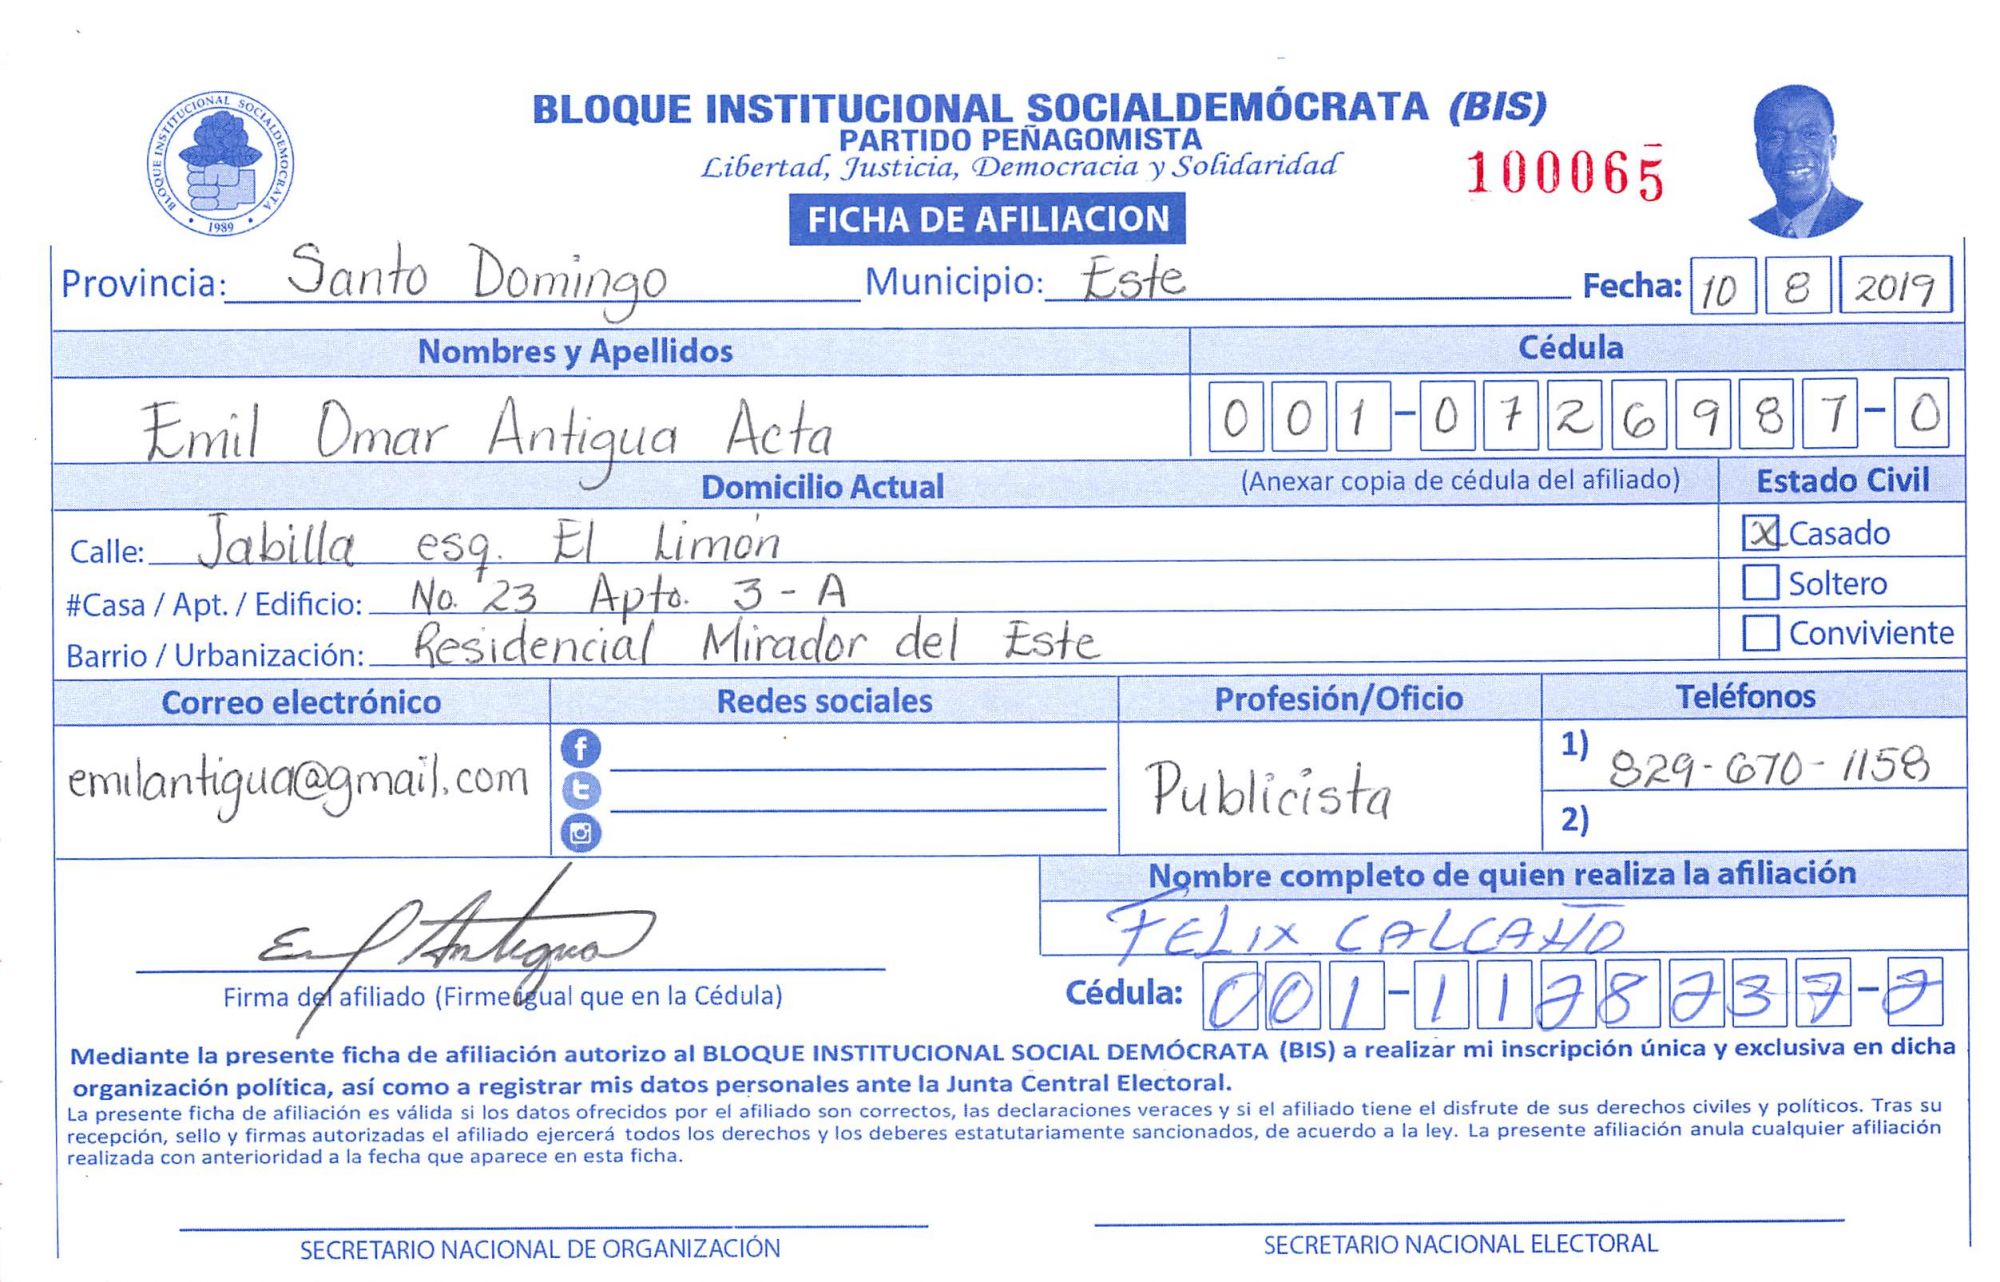 BLOQUE INSTITUCIONAL SOCIALDEMOCRATA
1989
BLOQUE INSTITUCIONAL SOCIALDEMÓCRATA (BIS)
PARTIDO PEÑAGOMISTA
Libertad, Justicia, Democracia y Solidaridad
100065
FICHA DE AFILIACION
Provincia: Santo Domingo Municipio: Este Fecha: 10 8 2019
Nombres y Apellidos Cédula
Emil Omar Antigua Acta 001-0726987-0
Domicilio Actual (Anexar copia de cédula del afiliado) Estado Civil
Calle: Jabilla esq. El Limón X Casado
#Casa / Apt. / Edificio: No. 23 Apto. 3-A Soltero
Barrio / Urbanización: Residencial Mirador del Este Conviviente
Correo electrónico Redes sociales Profesión/Oficio Teléfonos
emilantigua@gmail.com Publicista 1) 829-670-1158
2)
Nombre completo de quien realiza la afiliación
Emil Antigua FELIX CALCAÑO
Firma del afiliado (Firme igual que en la Cédula) Cédula: 001-1178737-2
Mediante la presente ficha de afiliación autorizo al BLOQUE INSTITUCIONAL SOCIAL DEMÓCRATA (BIS) a realizar mi inscripción única y exclusiva en dicha
organización política, así como a registrar mis datos personales ante la Junta Central Electoral.
La presente ficha de afiliación es válida si los datos ofrecidos por el afiliado son correctos, las declaraciones veraces y si el afiliado tiene el disfrute de sus derechos civiles y políticos. Tras su
recepción, sello y firmas autorizadas el afiliado ejercerá todos los derechos y los deberes estatutariamente sancionados, de acuerdo a la ley. La presente afiliación anula cualquier afiliación
realizada con anterioridad a la fecha que aparece en esta ficha.
SECRETARIO NACIONAL DE ORGANIZACIÓN SECRETARIO NACIONAL ELECTORAL